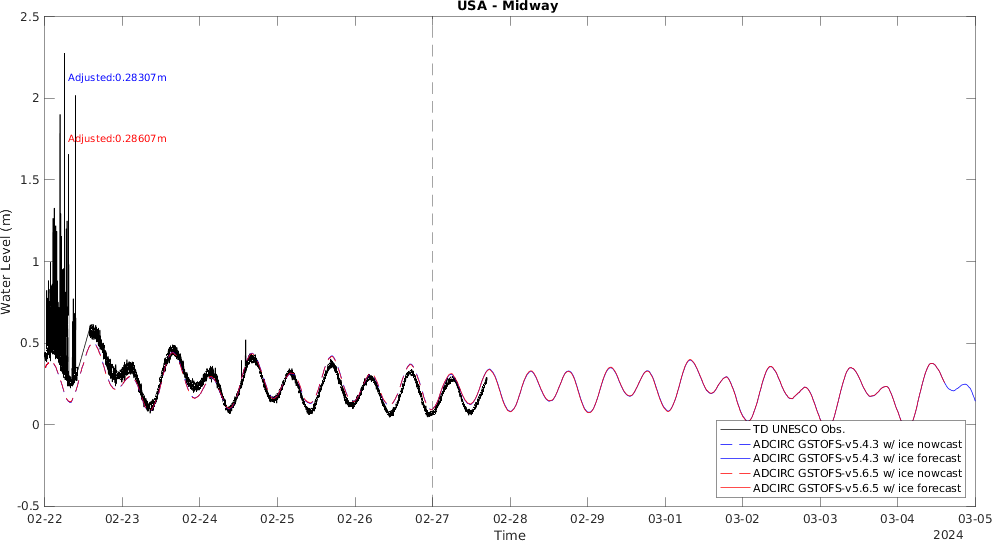 USA - Midway
2.5
2
1.5
1
0.5
0
-0.5
Water Level (m)
Adjusted:0.28307m
Adjusted:0.28607m
TD UNESCO Obs.
ADCIRC GSTOFS-v5.4.3 w/ ice nowcast
ADCIRC GSTOFS-v5.4.3 w/ ice forecast
ADCIRC GSTOFS-v5.6.5 w/ ice nowcast
ADCIRC GSTOFS-v5.6.5 w/ ice forecast
02-22 02-23 02-24 02-25 02-26 02-27 02-28 02-29 03-01 03-02 03-03 03-04 03-05
Time
2024